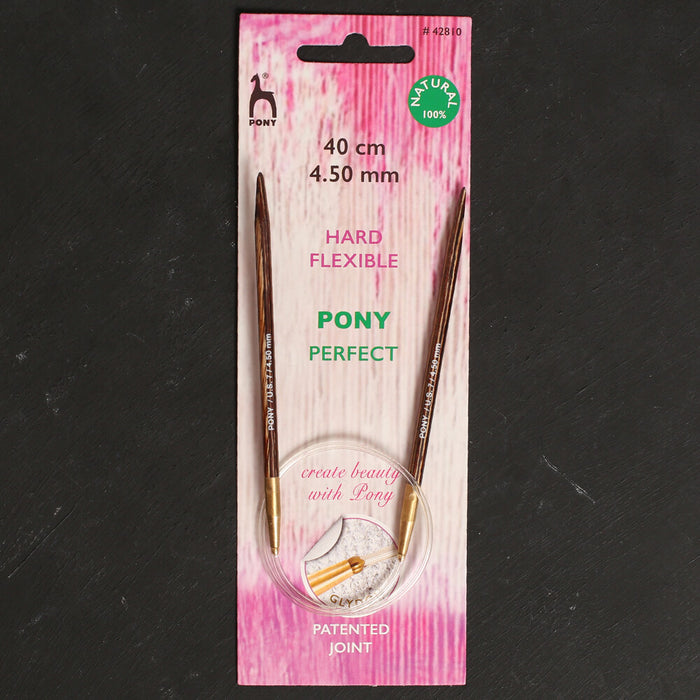 # 42810
®
PONY
NATURAL
100%
40 cm
4.50 mm
HARD
FLEXIBLE
PONY
PERFECT
PONY / U.S. 7 / 4.50 mm
PONY / U.S. 7 / 4.50 mm
create beauty
with Pony
PATENTED
JOINT